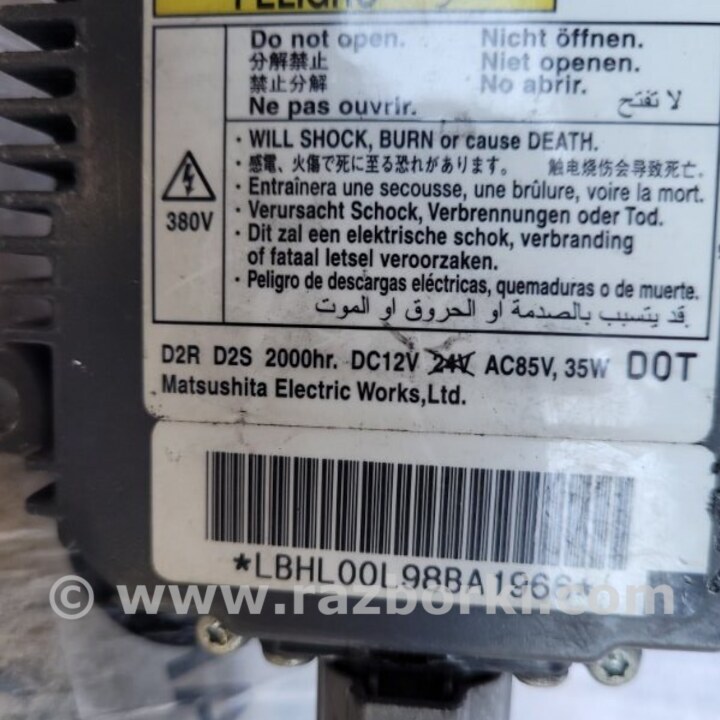 PELIGRO
Do not open. Nicht öffnen.
分解禁止 Niet openen.
禁止分解 No abrir.
Ne pas ouvrir. لا تفتح
· WILL SHOCK, BURN or cause DEATH.
· 感電、火傷で死に至る恐れがあります。 触电烧伤会导致死亡.
· Entraînera une secousse, une brûlure, voire la mort.
380V
· Verursacht Schock, Verbrennungen oder Tod.
· Dit zal een elektrische schok, verbranding
of fataal letsel veroorzaken.
· Peligro de descargas eléctricas, quemaduras o de muerte.
قد يتسبب بالصدمة او الحروق او الموت ·
D2R D2S 2000hr. DC12V 24V AC85V, 35W DOT
Matsushita Electric Works,Ltd.
*LBHL00L98BA1966*
© www.razborki.com